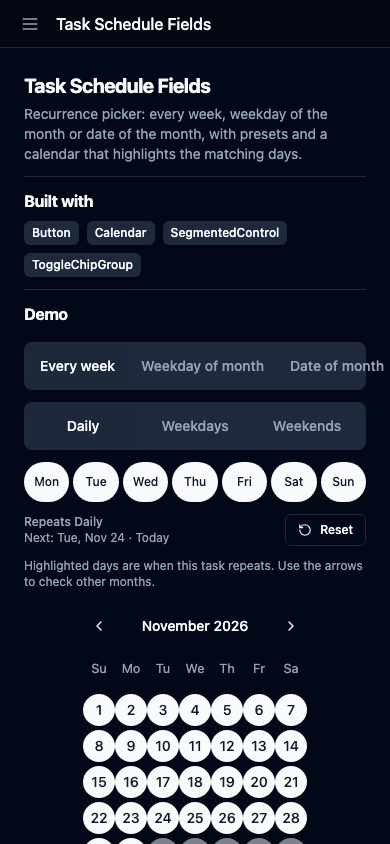 Task Schedule Fields
Task Schedule Fields
Recurrence picker: every week, weekday of the
month or date of the month, with presets and a
calendar that highlights the matching days.
Built with
Button Calendar SegmentedControl
ToggleChipGroup
Demo
Every week Weekday of month Date of month
Daily Weekdays Weekends
Mon Tue Wed Thu Fri Sat Sun
Repeats Daily
Next: Tue, Nov 24 · Today
Reset
Highlighted days are when this task repeats. Use the arrows
to check other months.
November 2026
Su Mo Tu We Th Fr Sa
1 2 3 4 5 6 7
8 9 10 11 12 13 14
15 16 17 18 19 20 21
22 23 24 25 26 27 28